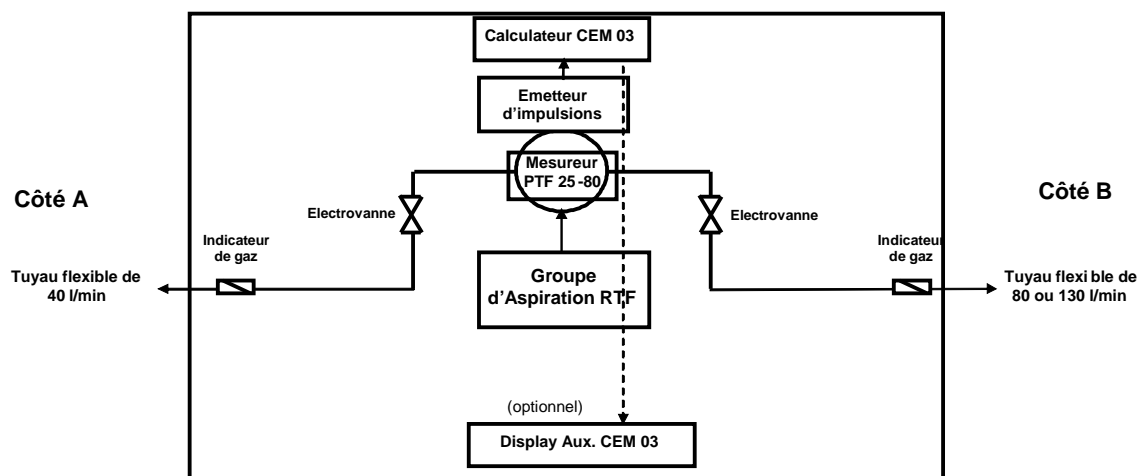 Calculateur CEM 03
Emetteur
d'impulsions
Mesureur
PTF 25-80
Côté A
Côté B
Electrovanne
Electrovanne
Indicateur
de gaz
Indicateur
de gaz
Tuyau flexible de
40 l/min
Groupe
d'Aspiration RTF
Tuyau flexible de
80 ou 130 l/min
(optionnel)
Display Aux. CEM 03